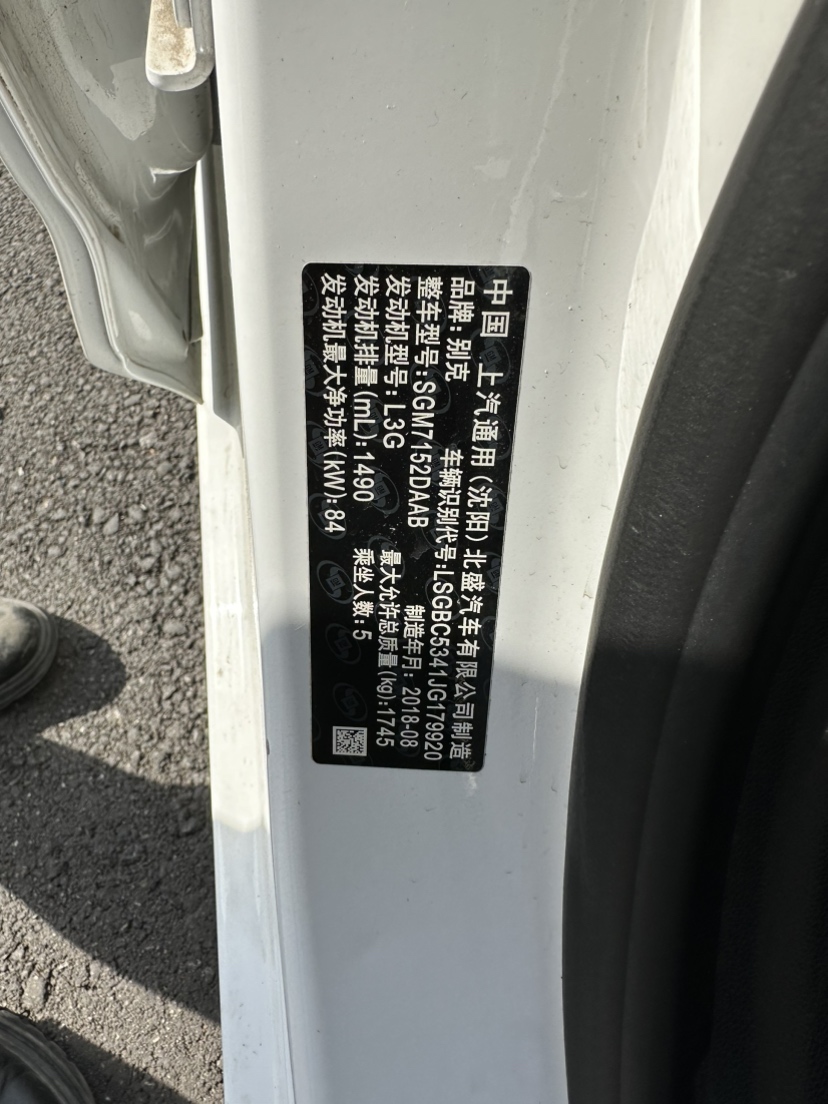 中国 上汽通用(沈阳)北盛汽车有限公司制造
品牌:别克 车辆识别代号:LSGBC5341JG179920
整车型号:SGM7152DAAB 制造年月:2018-08
发动机型号:L3G 最大允许总质量(kg):1745
发动机排量(mL):1490 乘坐人数:5
发动机最大净功率(kW):84